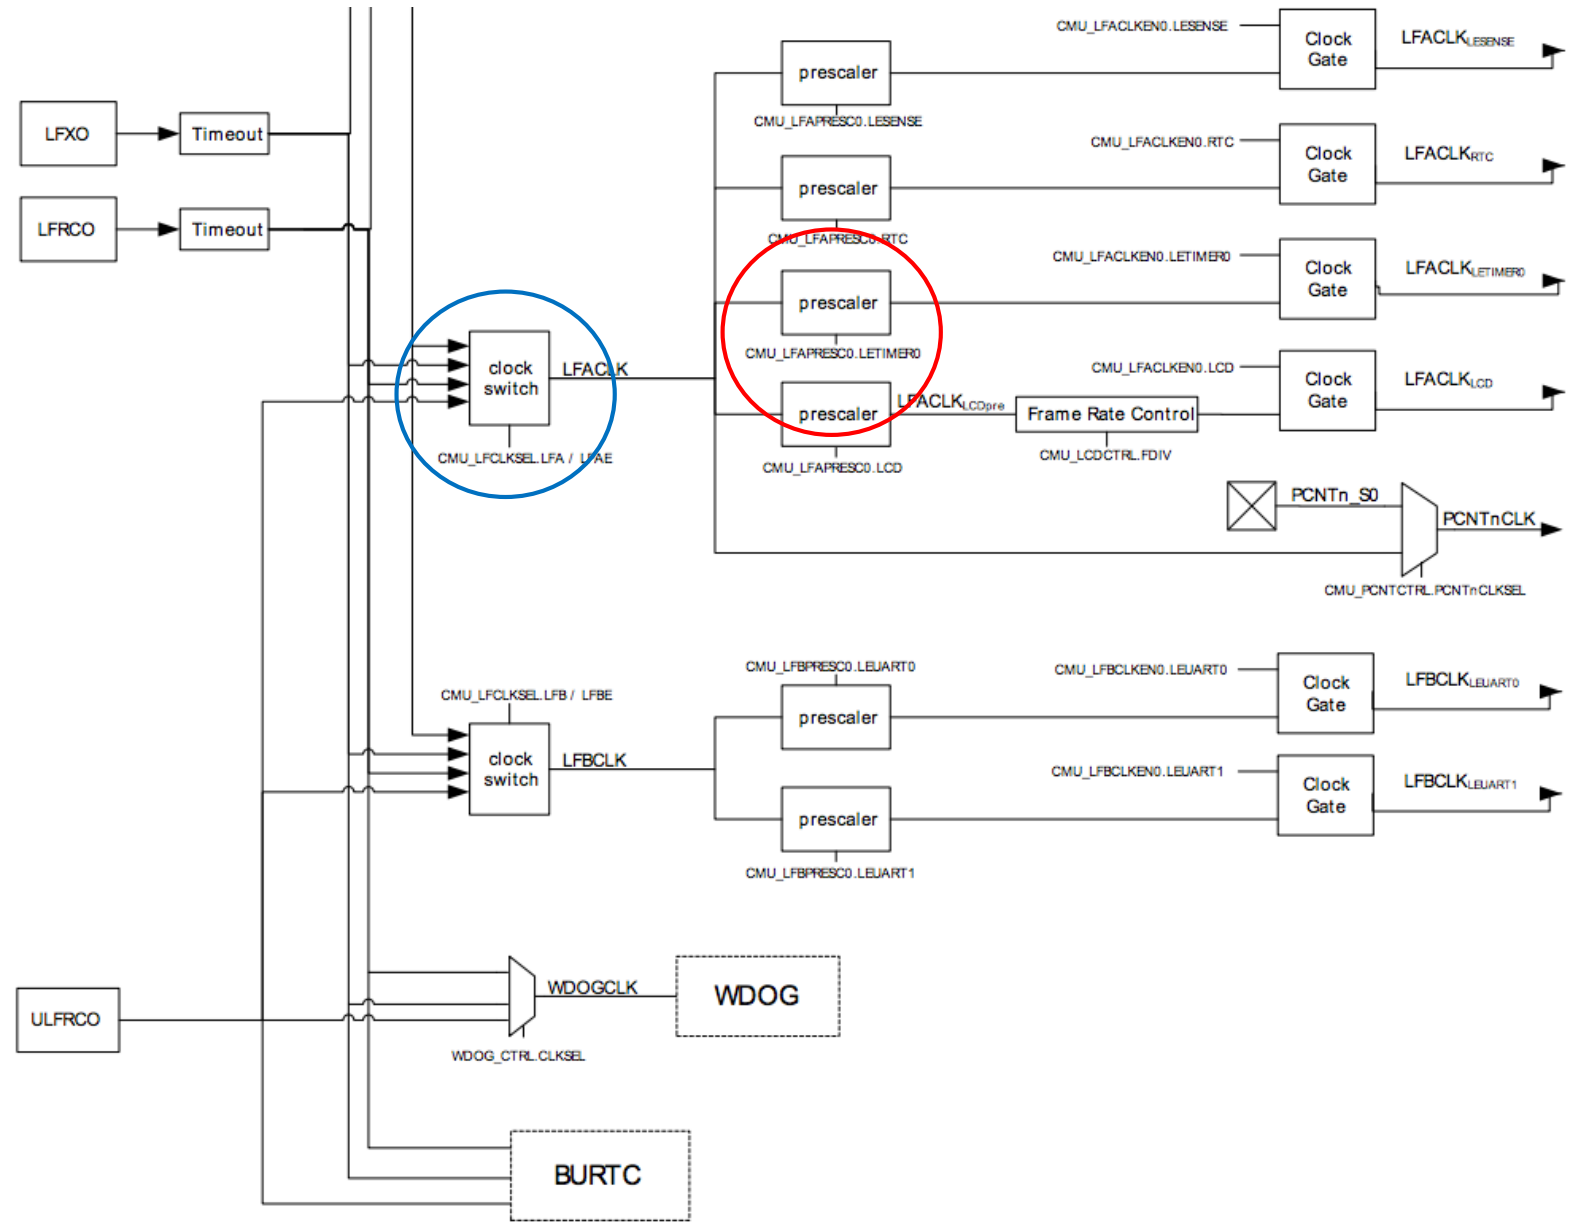 CMU_LFACLKEN0.LESENSE
Clock
Gate
LFACLKLESENSE
prescaler
CMU_LFAPRESC0.LESENSE
LFXO
Timeout
CMU_LFACLKEN0.RTC
Clock
Gate
LFACLKRTC
prescaler
CMU_LFAPRESC0.RTC
LFRCO
Timeout
CMU_LFACLKEN0.LETIMER0
Clock
Gate
LFACLKLETIMER0
prescaler
CMU_LFAPRESC0.LETIMER0
clock
switch
LFACLK
CMU_LFCLKSEL.LFA / LFAE
CMU_LFACLKEN0.LCD
Clock
Gate
LFACLKLCD
prescaler
LFACLKLCDpre
Frame Rate Control
CMU_LFAPRESC0.LCD
CMU_LCDCTRL.FDIV
PCNTn_S0
PCNTnCLK
CMU_PCNTCTRL.PCNTnCLKSEL
CMU_LFBPRESC0.LEUART0
CMU_LFBCLKEN0.LEUART0
Clock
Gate
LFBCLKLEUART0
CMU_LFCLKSEL.LFB / LFBE
prescaler
clock
switch
LFBCLK
CMU_LFBCLKEN0.LEUART1
Clock
Gate
LFBCLKLEUART1
prescaler
CMU_LFBPRESC0.LEUART1
ULFRCO
WDOGCLK
WDOG
WDOG_CTRL.CLKSEL
BURTC